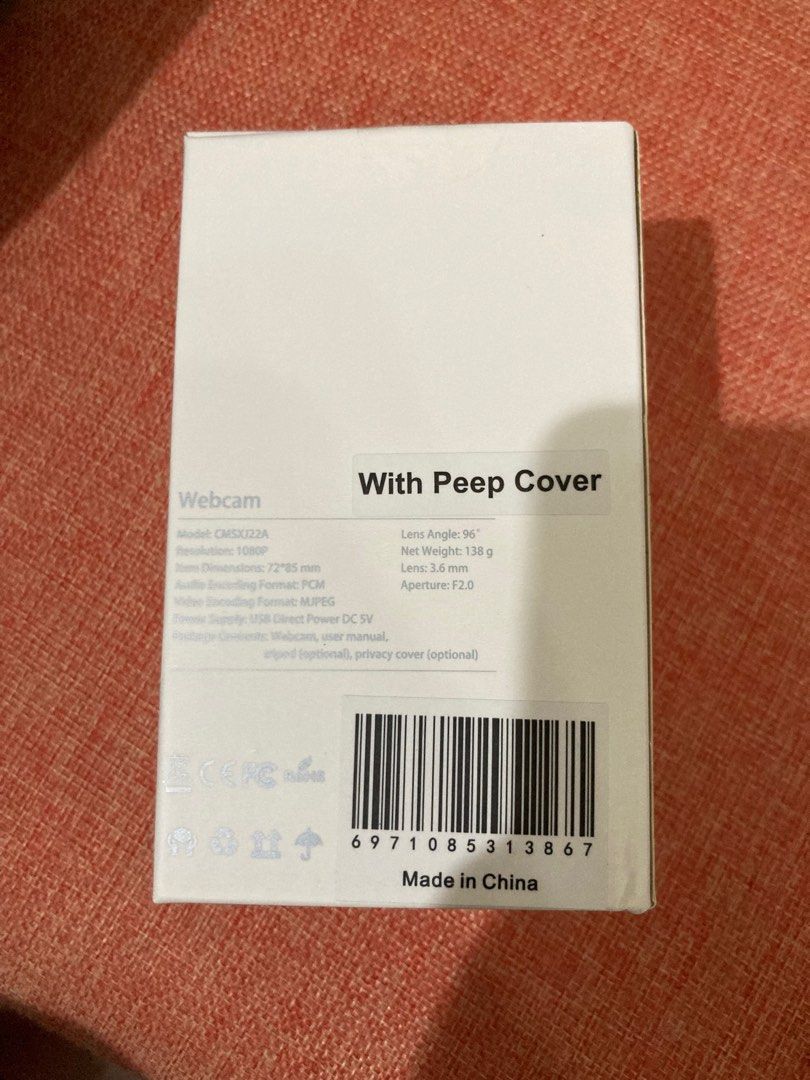 With Peep Cover
Webcam
Model: CMSXJ22A
Resolution: 1080P
Item Dimensions: 72*85 mm
Audio Encoding Format: PCM
Video Encoding Format: MJPEG
Power Supply: USB Direct Power DC 5V
Package Contents: Webcam, user manual,
tripod (optional), privacy cover (optional)
Lens Angle: 96°
Net Weight: 138 g
Lens: 3.6 mm
Aperture: F2.0
CE FC RoHS
6971085313867
Made in China